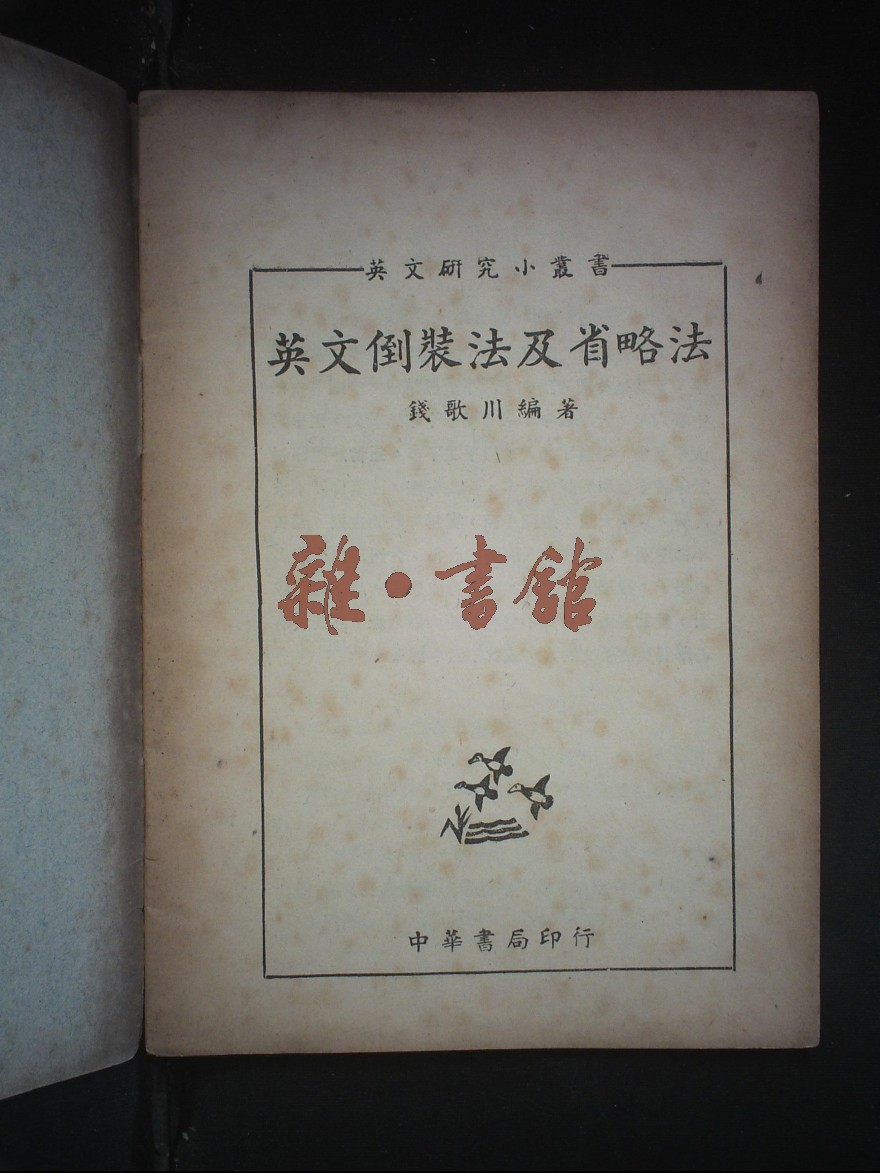 英文研究小叢書
英文倒裝法及省略法
錢歌川編著
雜·書館
中華書局印行